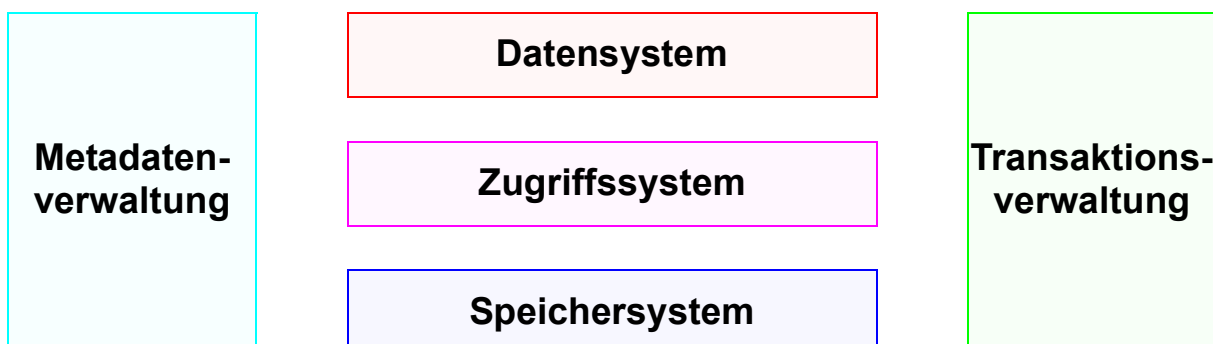 Metadaten-
verwaltung
Datensystem
Zugriffssystem
Speichersystem
Transaktions-
verwaltung